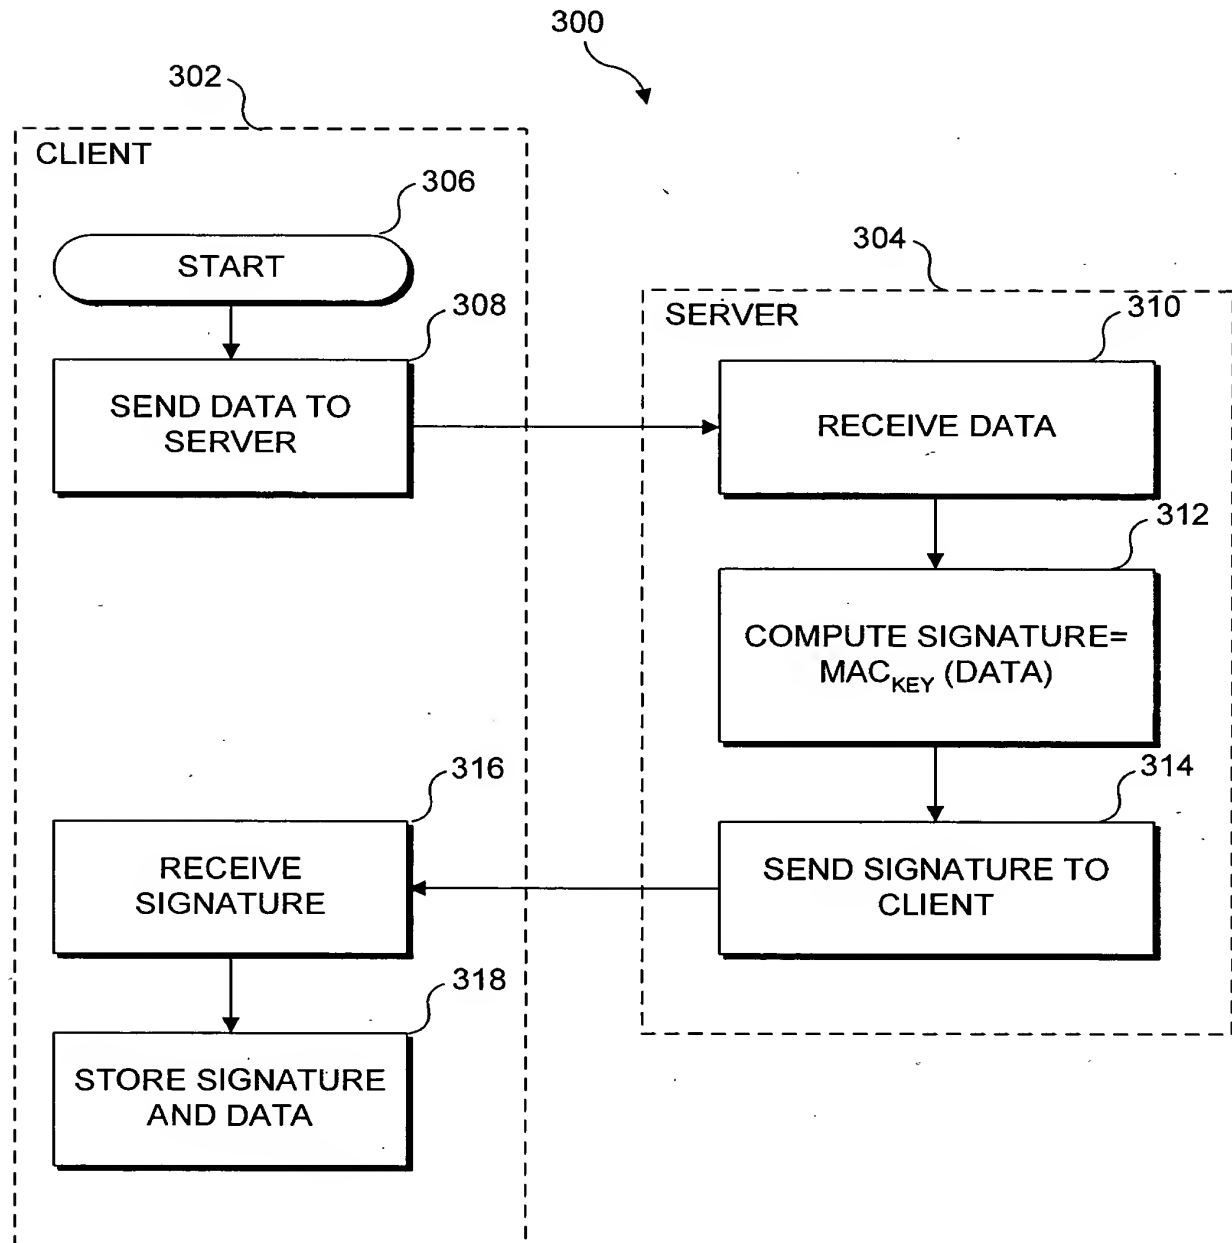 300
302
CLIENT
306
START
308
SEND DATA TO
SERVER
304
SERVER
310
RECEIVE DATA
312
COMPUTE SIGNATURE=
MAC_KEY (DATA)
314
SEND SIGNATURE TO
CLIENT
316
RECEIVE
SIGNATURE
318
STORE SIGNATURE
AND DATA